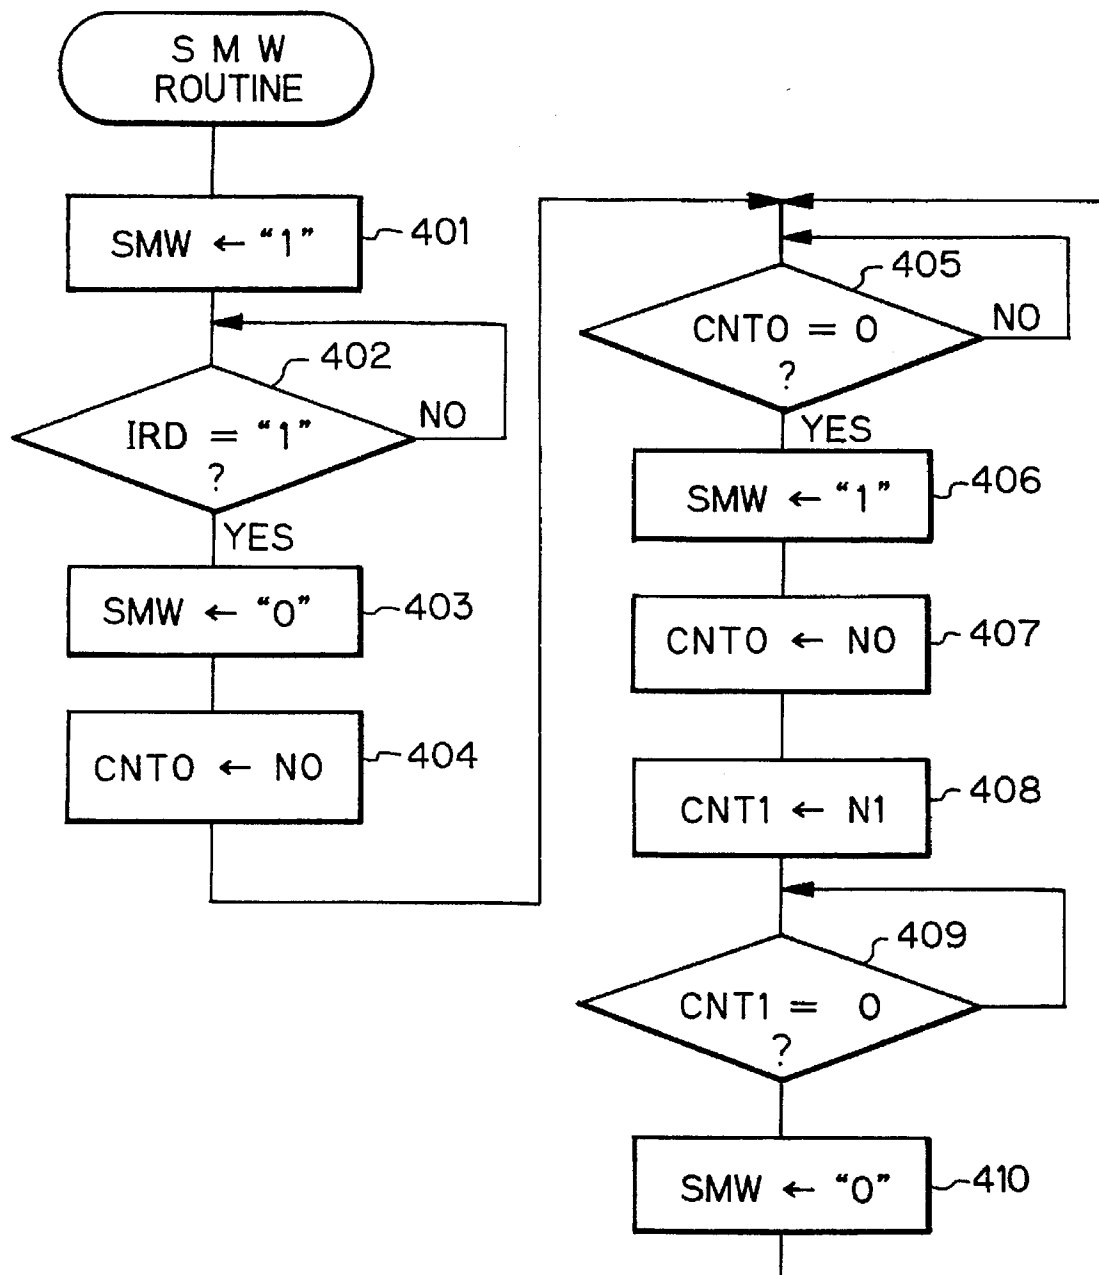 S M W
ROUTINE
SMW ← “1”
401
402
IRD = “1”
?
NO
YES
SMW ← “0”
403
CNT0 ← N0
404
405
CNT0 = 0
?
NO
YES
SMW ← “1”
406
CNT0 ← N0
407
CNT1 ← N1
408
409
CNT1 = 0
?
SMW ← “0”
410